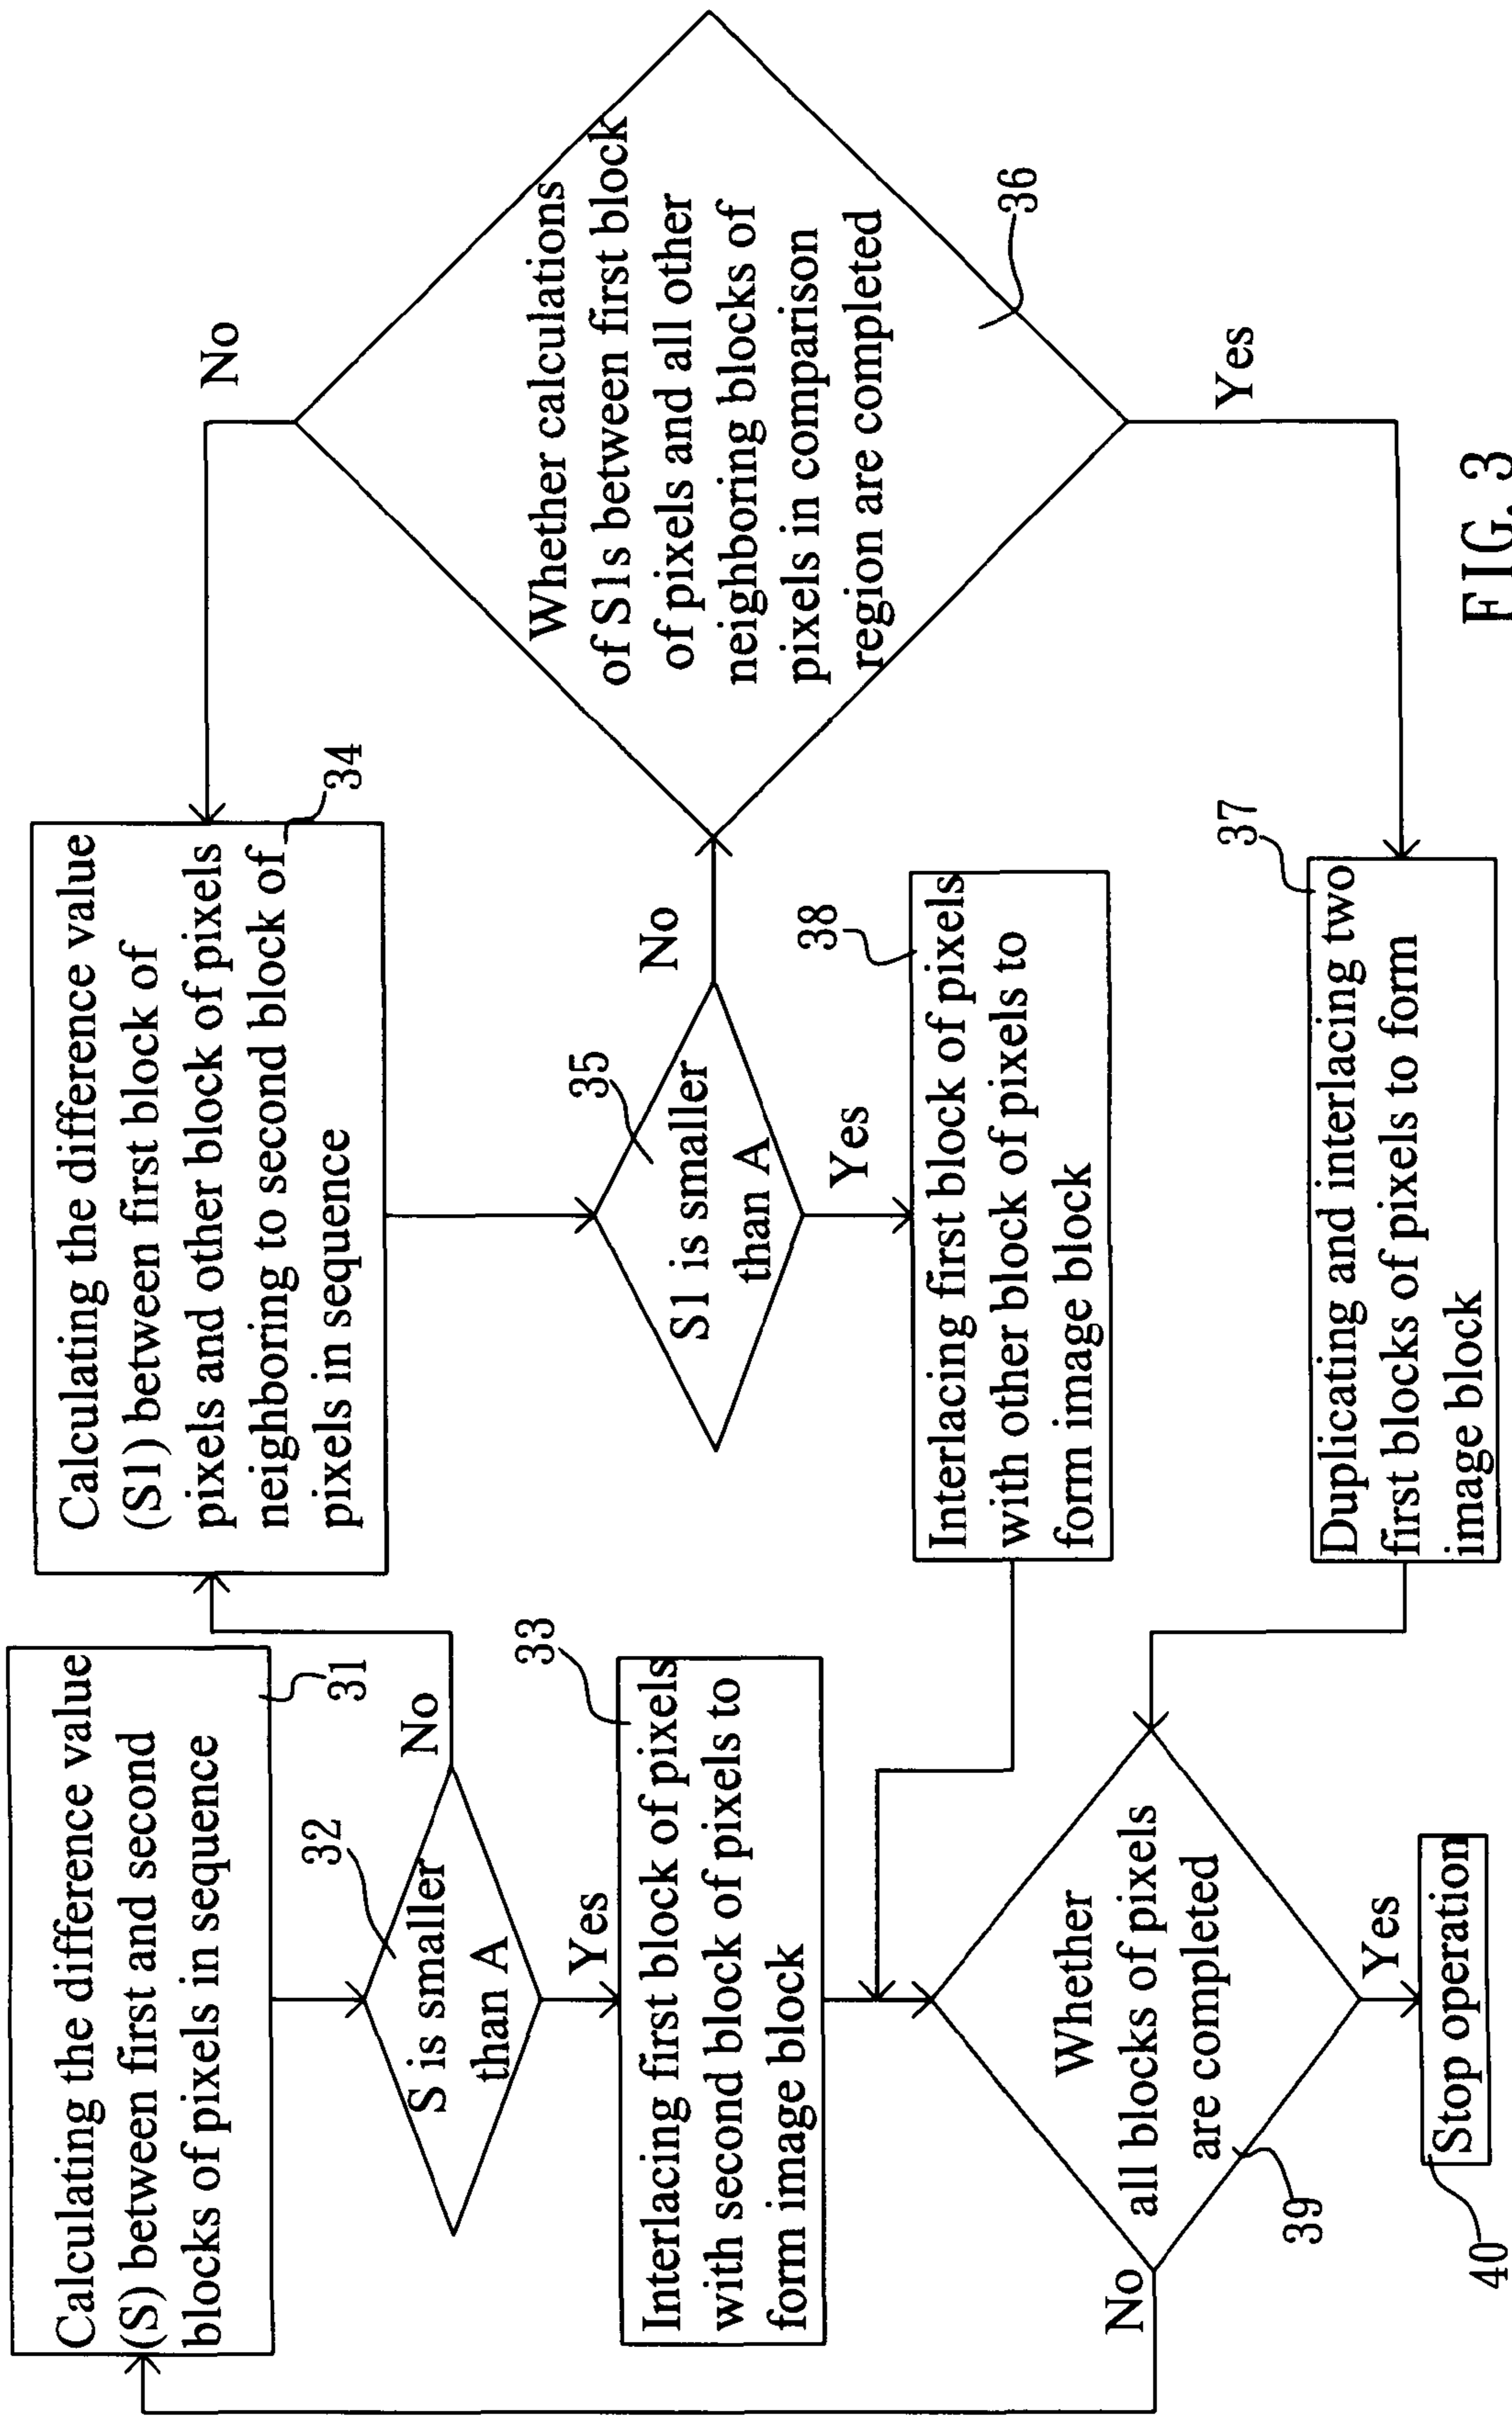 Calculating the difference value
(S) between first and second
blocks of pixels in sequence
31
32
S is smaller
than A
No
Yes
33
Interlacing first block of pixels
with second block of pixels to
form image block
Whether
all blocks of pixels
are completed
39
No
Yes
Stop operation
40
Calculating the difference value
(S1) between first block of
pixels and other block of pixels
neighboring to second block of
pixels in sequence
34
35
S1 is smaller
than A
No
Yes
38
Interlacing first block of pixels
with other block of pixels to
form image block
Whether calculations
of S1s between first block
of pixels and all other
neighboring blocks of
pixels in comparison
region are completed
36
No
Yes
37
Duplicating and interlacing two
first blocks of pixels to form
image block
FIG. 3